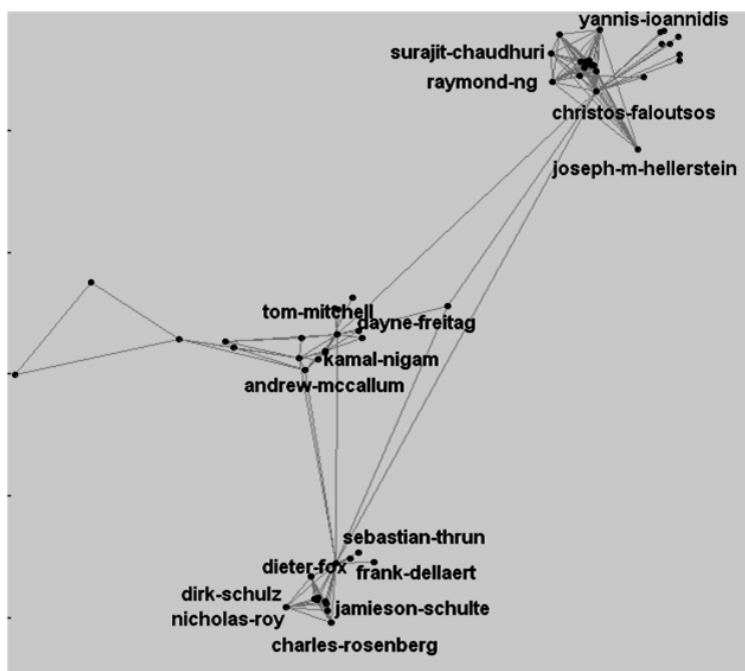 yannis-ioannidis
surajit-chaudhuri
raymond-ng
christos-faloutsos
joseph-m-hellerstein
tom-mitchell
dayne-freitag
kamal-nigam
andrew-mccallum
sebastian-thrun
dieter-fox
frank-dellaert
dirk-schulz
jamieson-schulte
nicholas-roy
charles-rosenberg